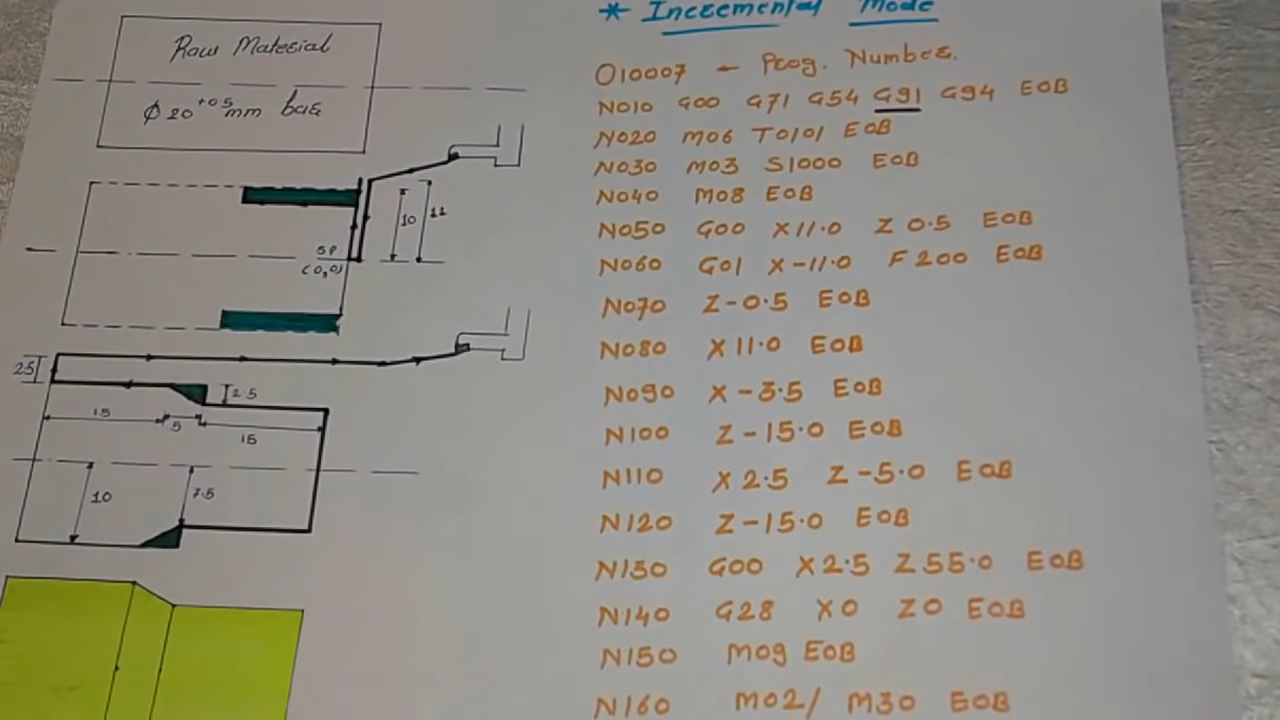 Raw Material
Φ 20 +0.5 mm bar
10
11
SP
(0,0)
25
2.5
15
5
15
10
7.5
* Incremental Mode
O10007 – Prog. Number.
N010 G00 G71 G54 G91 G94 EOB
N020 M06 T0101 EOB
N030 M03 S1000 EOB
N040 M08 EOB
N050 G00 X11.0 Z 0.5 EOB
N060 G01 X-11.0 F200 EOB
N070 Z-0.5 EOB
N080 X11.0 EOB
N090 X-3.5 EOB
N100 Z-15.0 EOB
N110 X2.5 Z-5.0 EOB
N120 Z-15.0 EOB
N130 G00 X2.5 Z55.0 EOB
N140 G28 X0 Z0 EOB
N150 M09 EOB
N160 M02/ M30 EOB